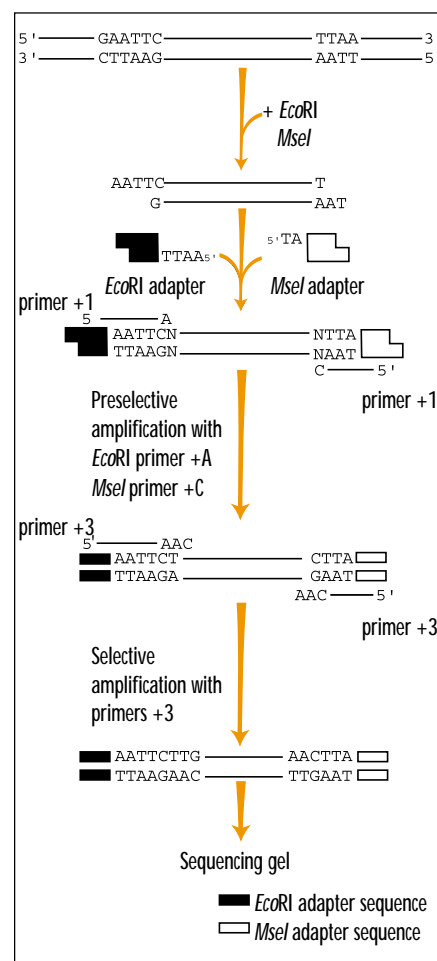 5' GAATTC TTAA 3
3' CTTAAG AATT 5
+ EcoRI
MseI
AATTC T
G AAT
TTAA5' 5'TA
EcoRI adapter MseI adapter
primer +1
5 A
AATTCN NTTA
TTAAGN NAAT
C 5'
primer +1
Preselective
amplification with
EcoRI primer +A
MseI primer +C
primer +3
5' AAC
AATTCT CTTA
TTAAGA GAAT
AAC 5'
primer +3
Selective
amplification with
primers +3
AATTCTTG AACTTA
TTAAGAAC TTGAAT
Sequencing gel
EcoRI adapter sequence
MseI adapter sequence